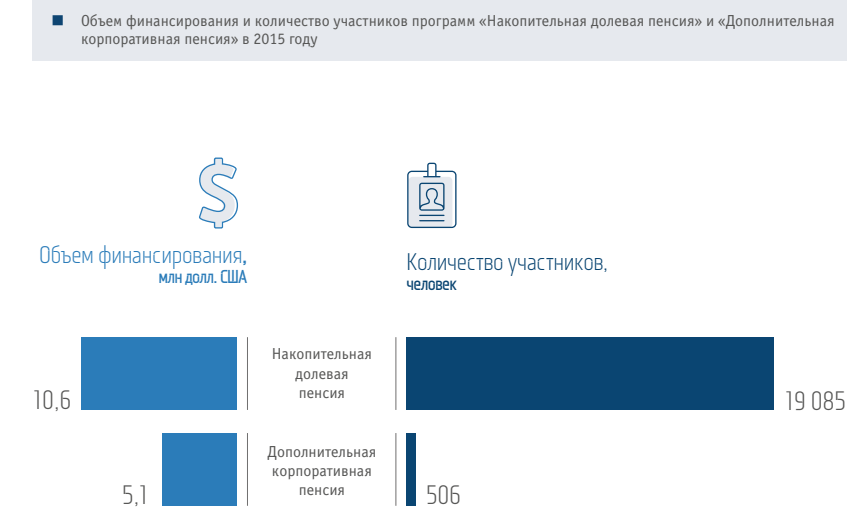 Объем финансирования и количество участников программ «Накопительная долевая пенсия» и «Дополнительная
корпоративная пенсия» в 2015 году
Объем финансирования,
млн долл. США
Количество участников,
человек
10,6
Накопительная
долевая
пенсия
19 085
5,1
Дополнительная
корпоративная
пенсия
506